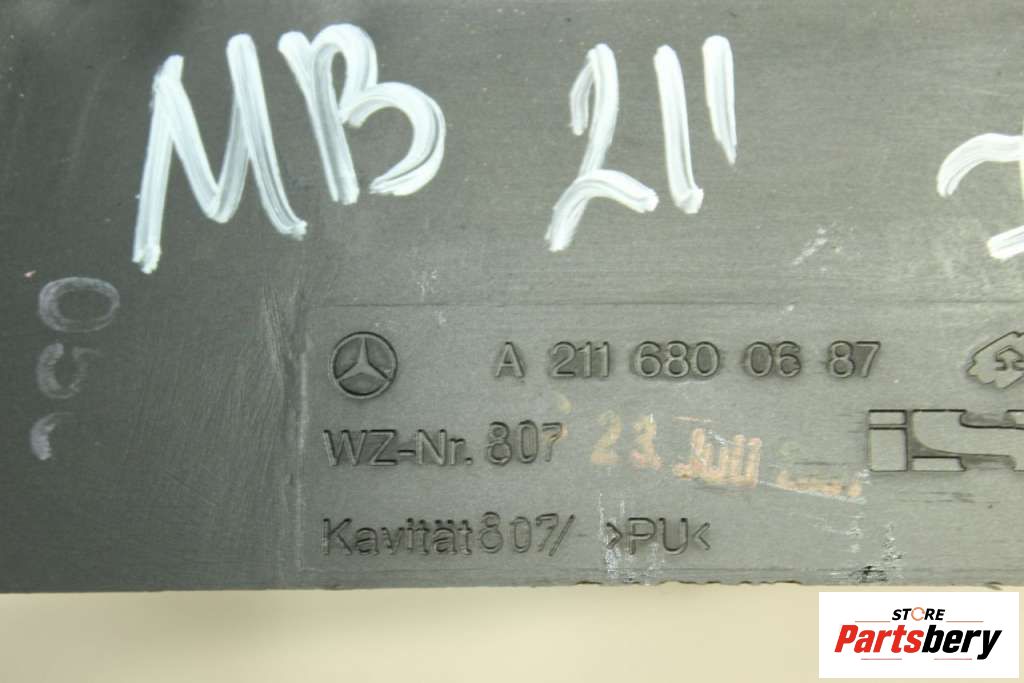 MB 211
A 211 680 06 87
WZ-Nr. 807 23. Juli
Kavität 807/ >PU<
STORE
Partsbery